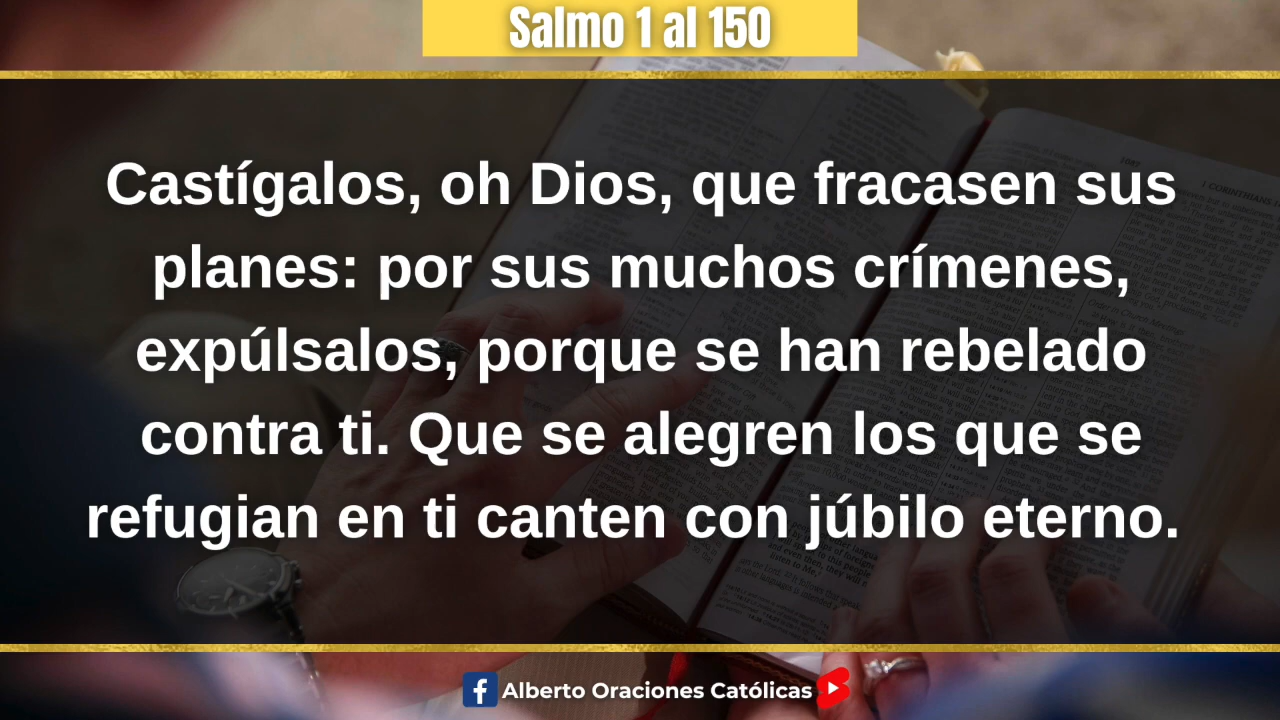 Salmo 1 al 150
Castígalos, oh Dios, que fracasen sus
planes: por sus muchos crímenes,
expúlsalos, porque se han rebelado
contra ti. Que se alegren los que se
refugian en ti canten con júbilo eterno.
Alberto Oraciones Católicas